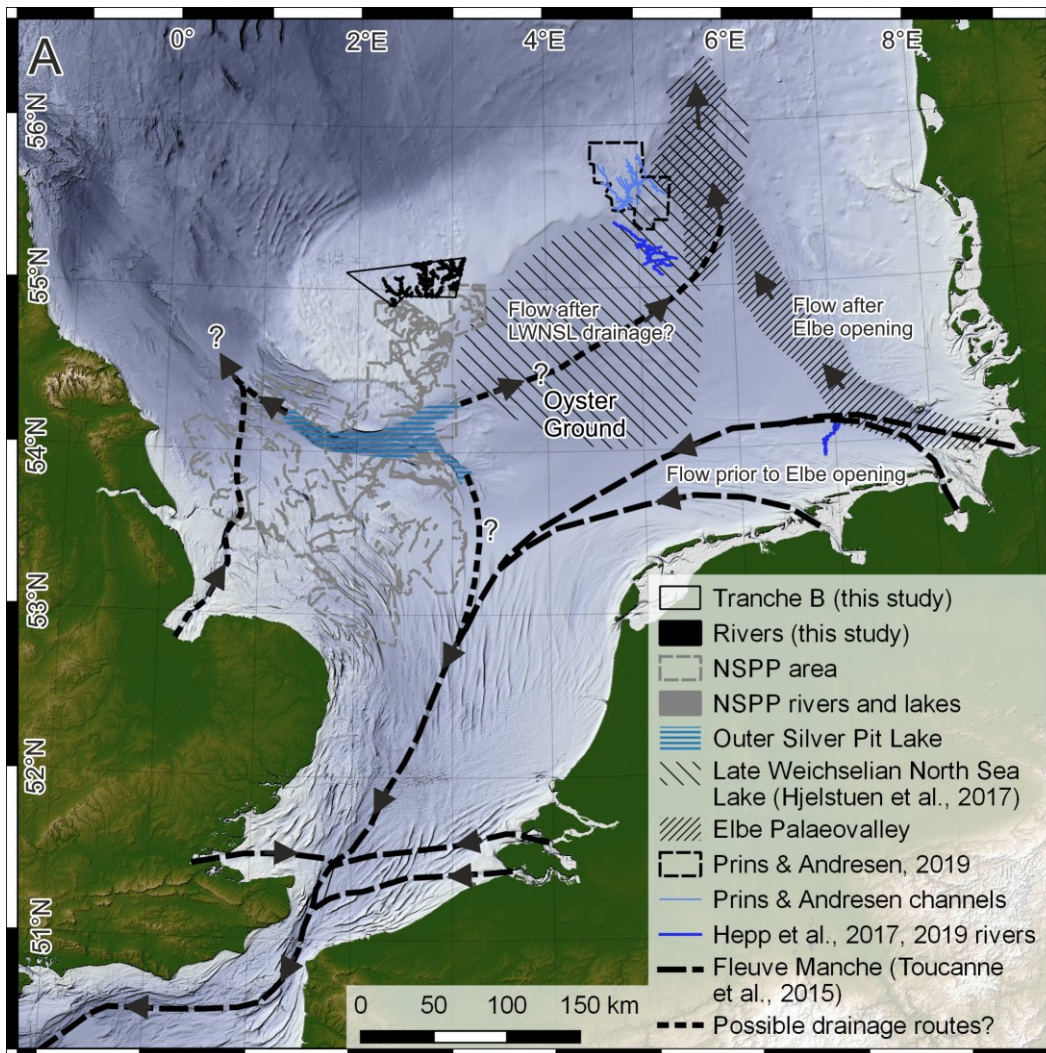 A
0°
2°E
4°E
6°E
8°E
56°N
55°N
54°N
53°N
52°N
51°N
?
Flow after
LWNSL drainage?
Flow after
Elbe opening
?
Oyster
Ground
Flow prior to Elbe opening
?
Tranche B (this study)
Rivers (this study)
NSPP area
NSPP rivers and lakes
Outer Silver Pit Lake
Late Weichselian North Sea
Lake (Hjelstuen et al., 2017)
Elbe Palaeovalley
Prins & Andresen, 2019
Prins & Andresen channels
Hepp et al., 2017, 2019 rivers
Fleuve Manche (Toucanne
et al., 2015)
Possible drainage routes?
0 50 100 150 km